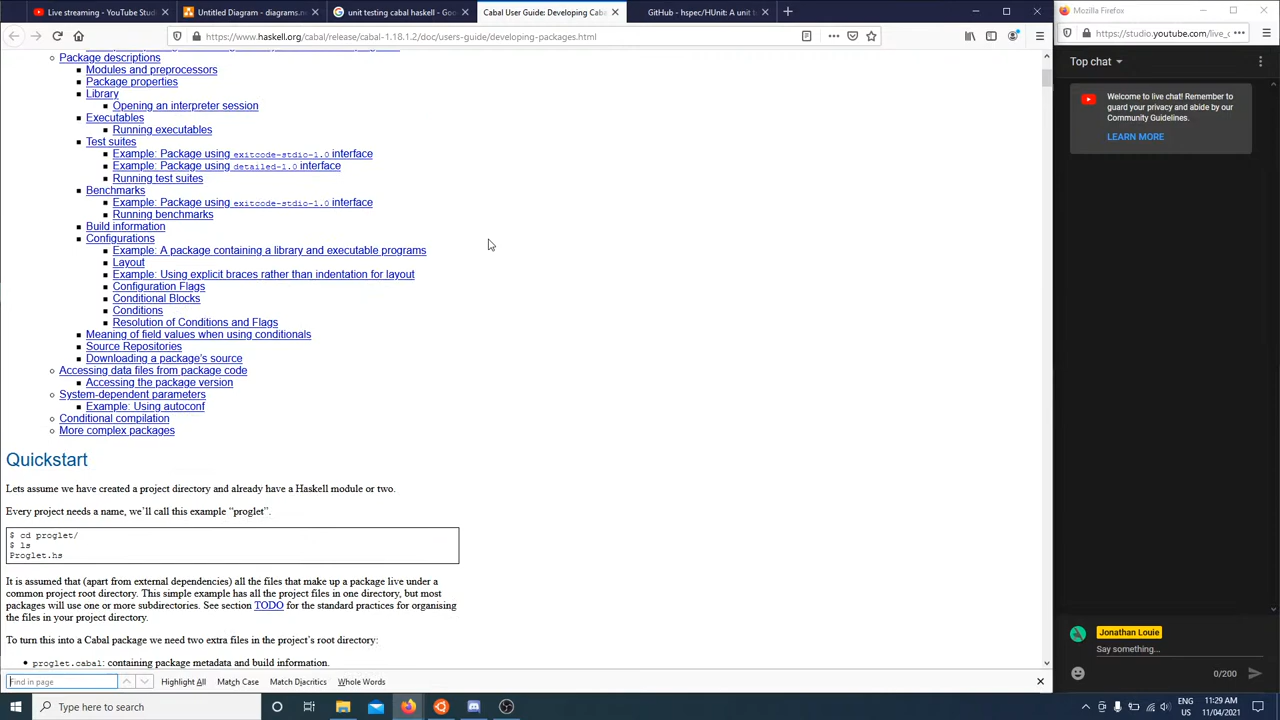 Live streaming - YouTube Stud
Untitled Diagram - diagrams.ne
unit testing cabal haskell - Goo
Cabal User Guide: Developing Cabe
GitHub - hspec/HUnit: A unit t
Mozilla Firefox
https://www.haskell.org/cabal/release/cabal-1.18.1.2/doc/users-guide/developing-packages.html
https://studio.youtube.com/live_c
Package descriptions
Modules and preprocessors
Package properties
Library
Opening an interpreter session
Executables
Running executables
Test suites
Example: Package using exitcode-stdio-1.0 interface
Example: Package using detailed-1.0 interface
Running test suites
Benchmarks
Example: Package using exitcode-stdio-1.0 interface
Running benchmarks
Build information
Configurations
Example: A package containing a library and executable programs
Layout
Example: Using explicit braces rather than indentation for layout
Configuration Flags
Conditional Blocks
Conditions
Resolution of Conditions and Flags
Meaning of field values when using conditionals
Source Repositories
Downloading a package's source
Accessing data files from package code
Accessing the package version
System-dependent parameters
Example: Using autoconf
Conditional compilation
More complex packages
Quickstart
Lets assume we have created a project directory and already have a Haskell module or two.
Every project needs a name, we'll call this example “proglet”.
$ cd proglet/
$ ls
Proglet.hs
It is assumed that (apart from external dependencies) all the files that make up a package live under a
common project root directory. This simple example has all the project files in one directory, but most
packages will use one or more subdirectories. See section TODO for the standard practices for organising
the files in your project directory.
To turn this into a Cabal package we need two extra files in the project's root directory:
proglet.cabal: containing package metadata and build information.
Find in page
Highlight All
Match Case
Match Diacritics
Whole Words
Top chat
Welcome to live chat! Remember to
guard your privacy and abide by our
Community Guidelines.
LEARN MORE
Jonathan Louie
Say something...
0/200
Type here to search
ENG
US
11:29 AM
11/04/2021